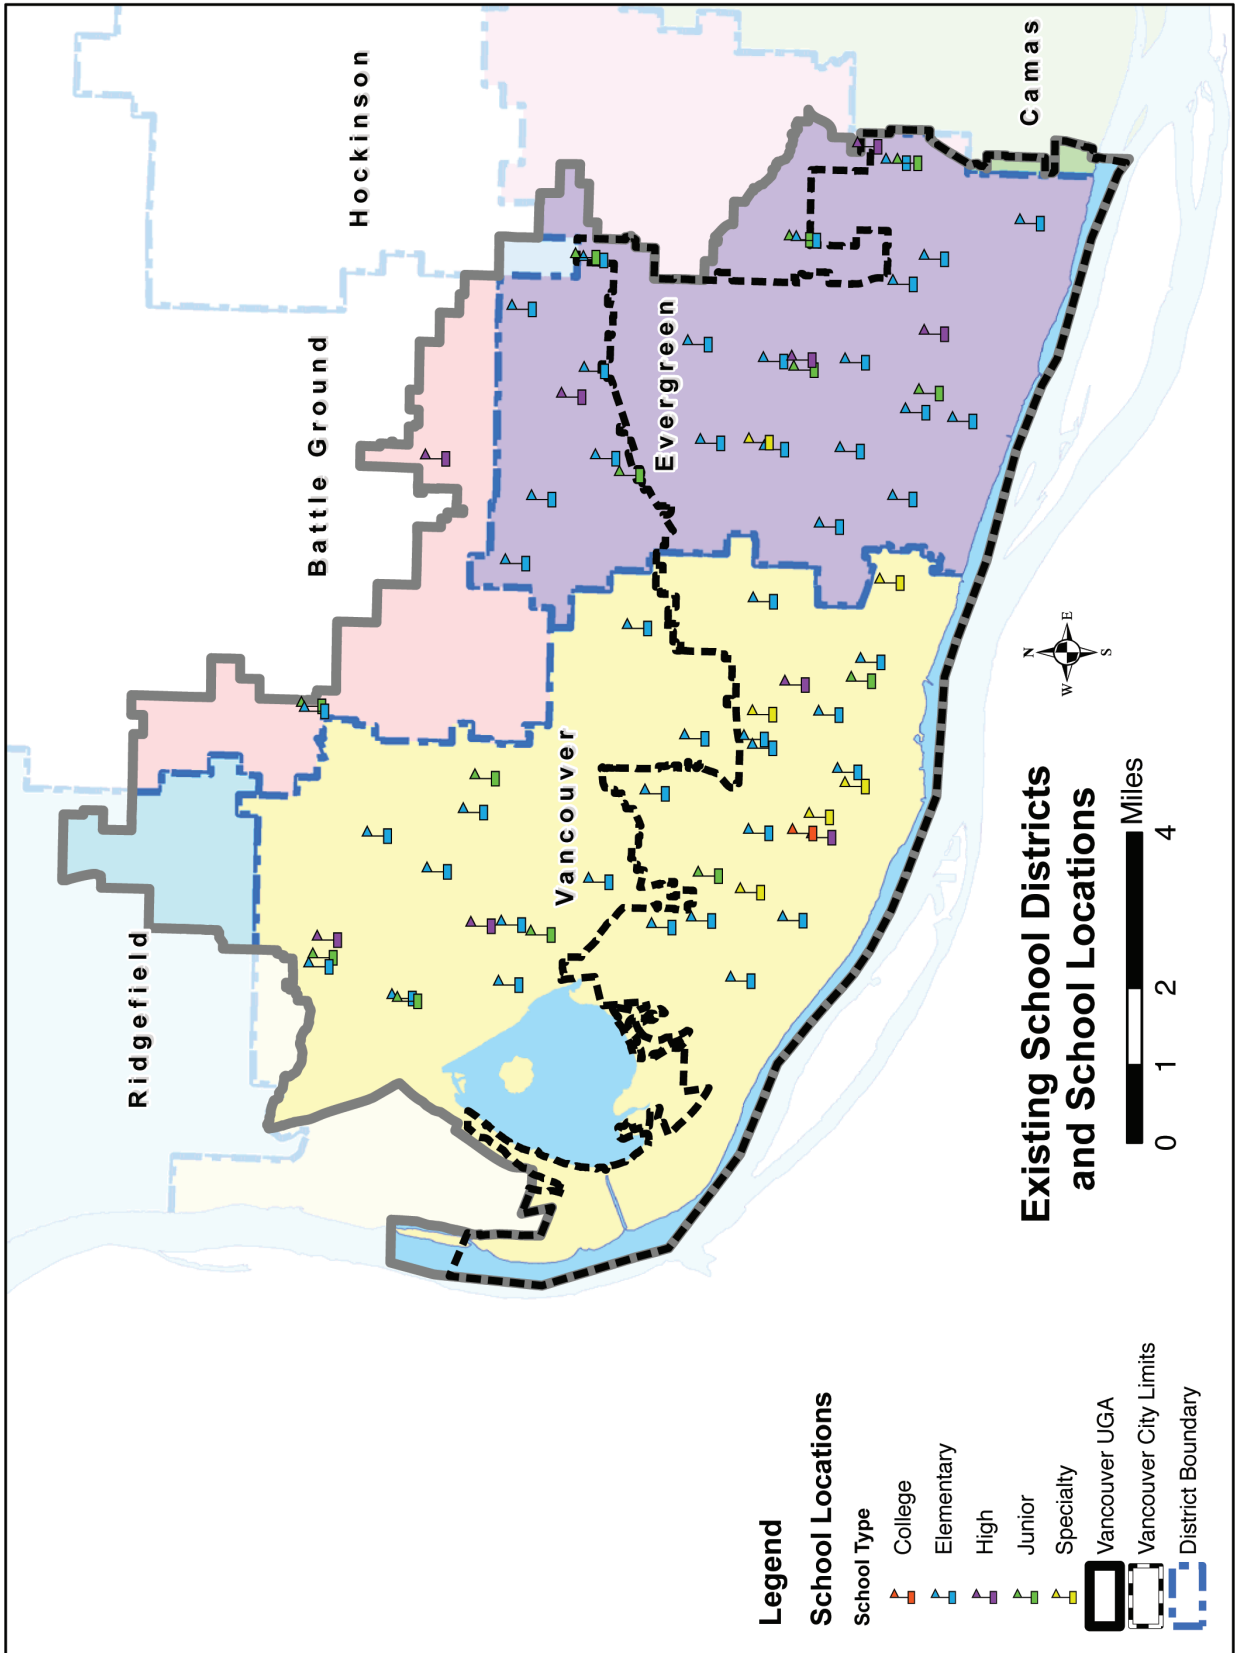 Ridgefield
Battle Ground
Hockinson
Vancouver
Evergreen
Camas
N
W
E
S
Existing School Districts
and School Locations
0 1 2 4
Miles
Legend
School Locations
School Type
College
Elementary
High
Junior
Specialty
Vancouver UGA
Vancouver City Limits
District Boundary